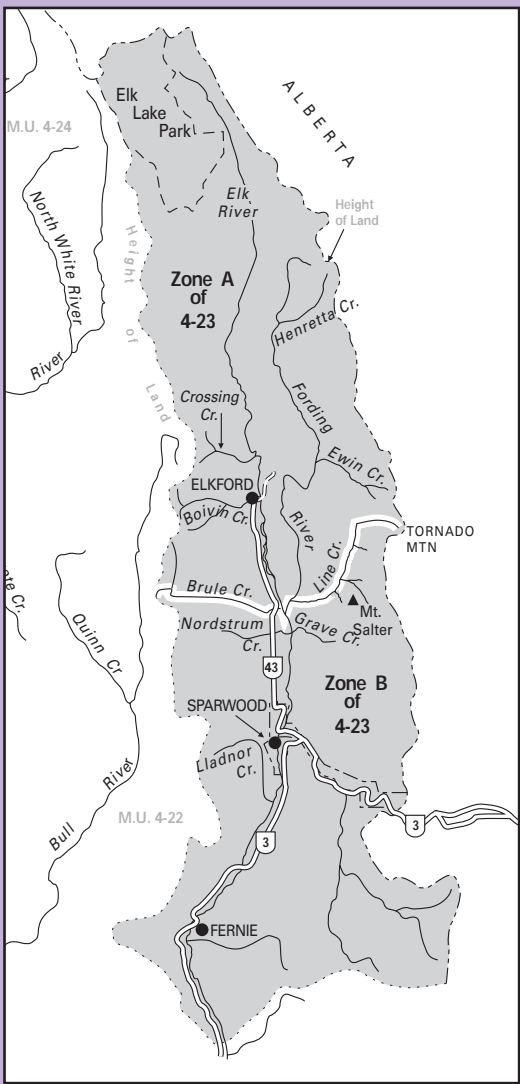 ALBERTA
Elk
Lake
Park
M.U. 4-24
Elk
River
Height
of Land
North White River
Height of Land
Zone A
of
4-23
Henretta Cr.
River
Crossing
Cr.
Fording
River
Ewin Cr.
ELKFORD
Boivin Cr.
TORNADO
MTN
Line Cr.
ete Cr.
Brule Cr.
Mt.
Salter
Quinn Cr
Nordstrum
Cr.
Grave Cr.
43
Zone B
of
4-23
SPARWOOD
Lladnor
Cr.
Bull River
M.U. 4-22
3
3
FERNIE